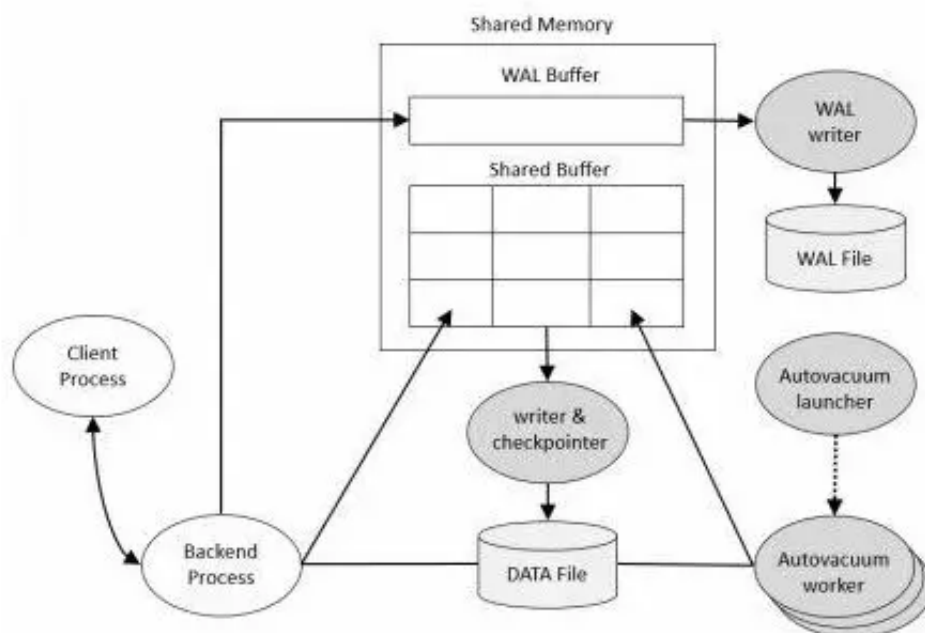 Shared Memory
WAL Buffer
WAL
writer
Shared Buffer
WAL File
Client
Process
Autovacuum
launcher
writer &
checkpointer
Backend
Process
DATA File
Autovacuum
worker